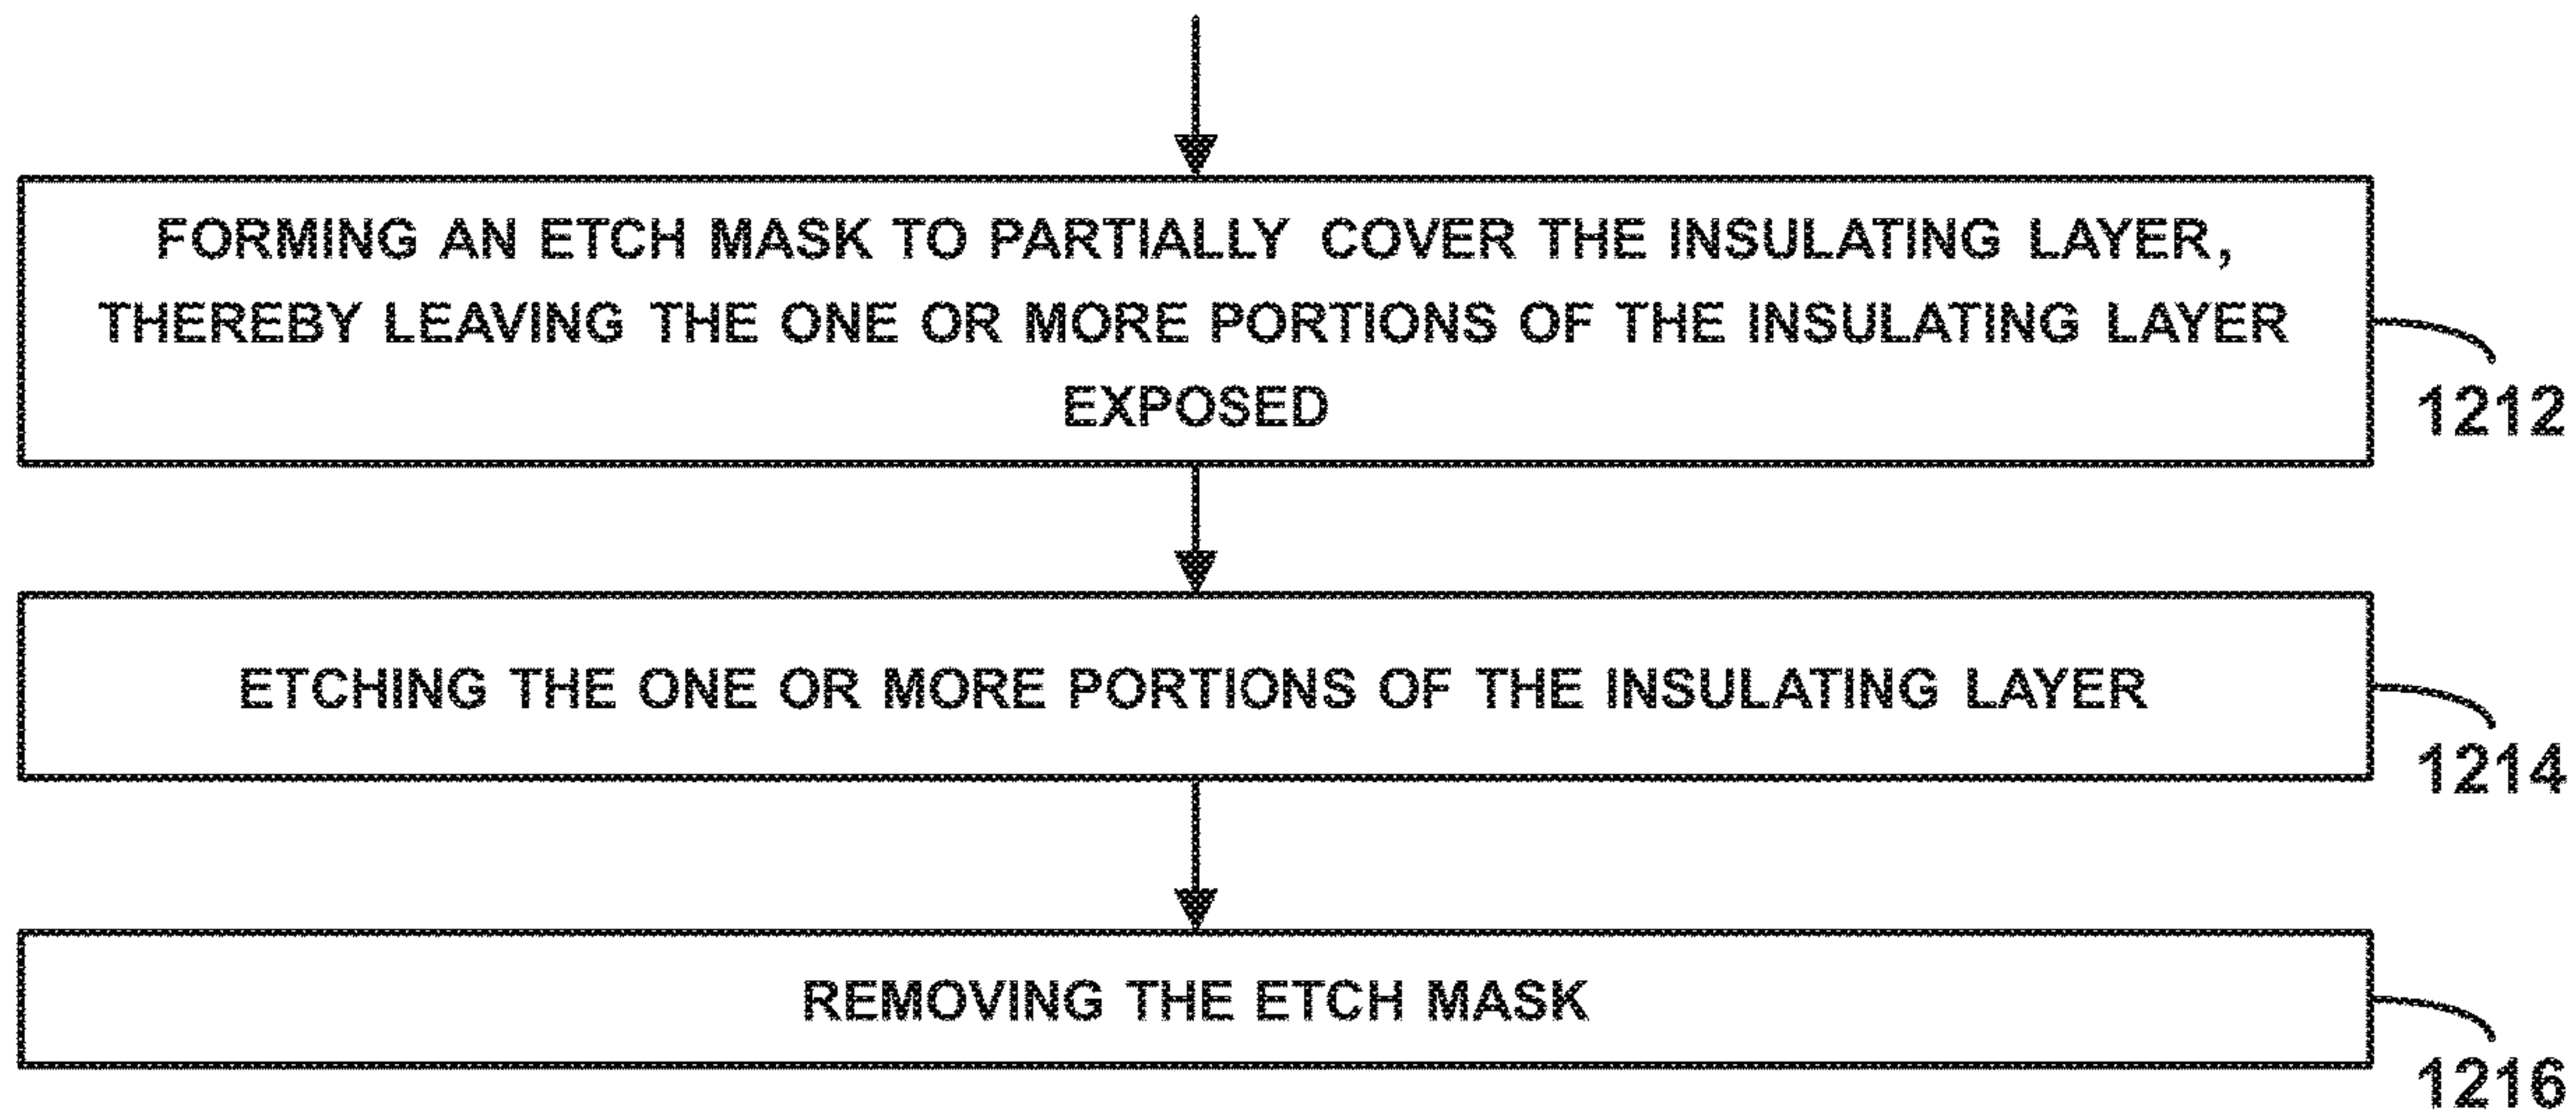 FORMING AN ETCH MASK TO PARTIALLY COVER THE INSULATING LAYER,
THEREBY LEAVING THE ONE OR MORE PORTIONS OF THE INSULATING LAYER
EXPOSED
1212
ETCHING THE ONE OR MORE PORTIONS OF THE INSULATING LAYER
1214
REMOVING THE ETCH MASK
1216